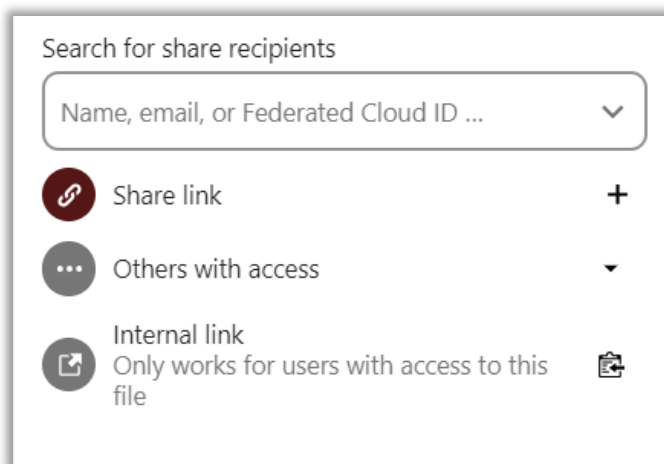 Search for share recipients
Name, email, or Federated Cloud ID ...
Share link
Others with access
Internal link
Only works for users with access to this
file